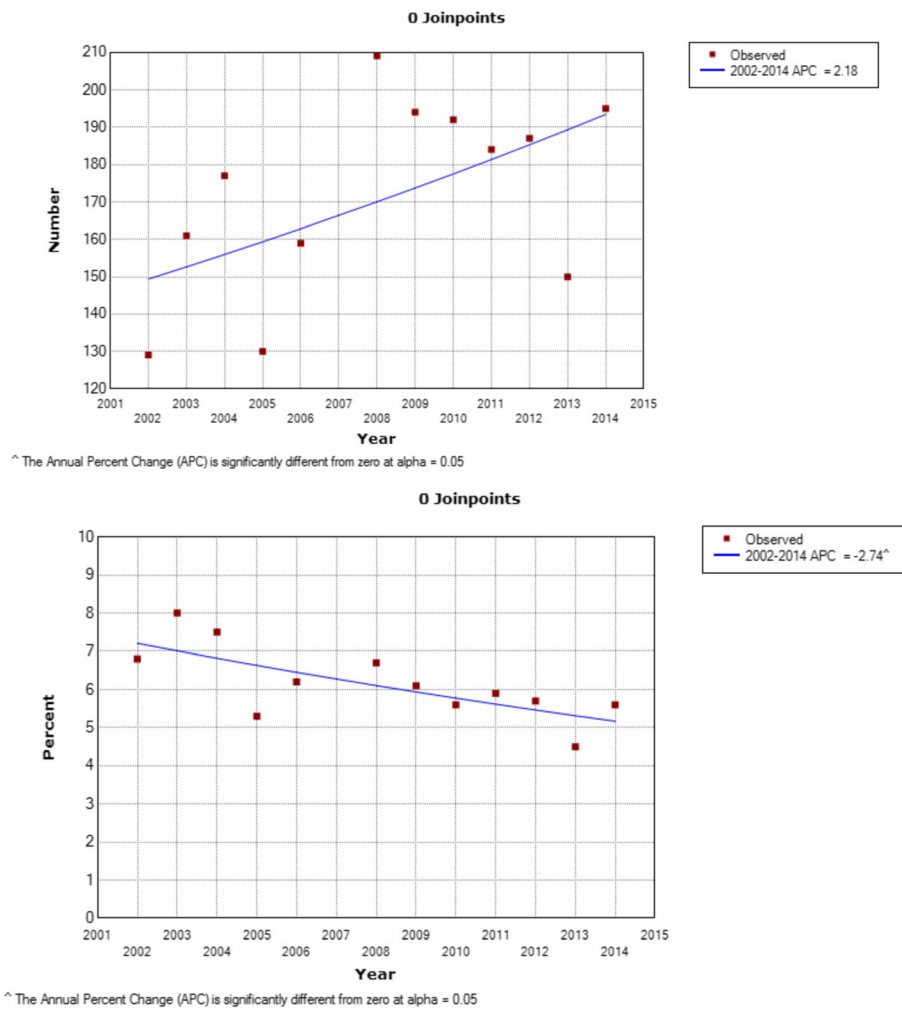 0 Joinpoints
Observed
2002-2014 APC = 2.18
210
200
190
180
170
160
150
140
130
120
Number
2001 2003 2005 2007 2009 2011 2013 2015
2002 2004 2006 2008 2010 2012 2014
Year
^ The Annual Percent Change (APC) is significantly different from zero at alpha = 0.05
0 Joinpoints
Observed
2002-2014 APC = -2.74^
10
9
8
7
6
5
4
3
2
1
0
Percent
2001 2003 2005 2007 2009 2011 2013 2015
2002 2004 2006 2008 2010 2012 2014
Year
^ The Annual Percent Change (APC) is significantly different from zero at alpha = 0.05